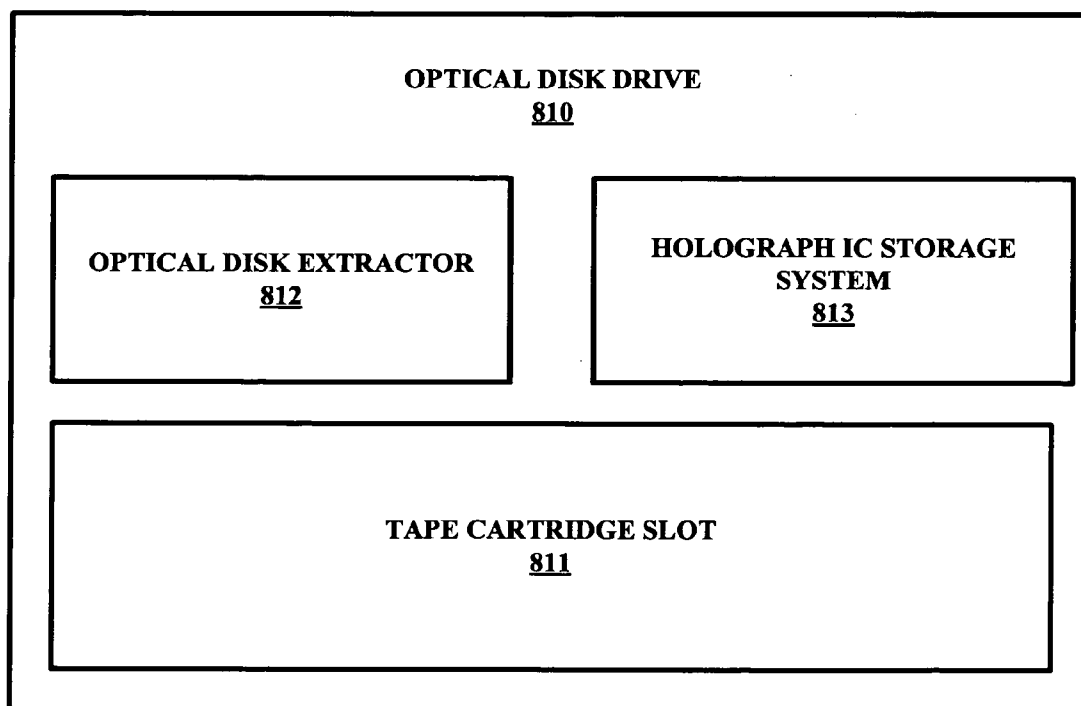 OPTICAL DISK DRIVE
810
OPTICAL DISK EXTRACTOR
812
HOLOGRAPH IC STORAGE
SYSTEM
813
TAPE CARTRIDGE SLOT
811